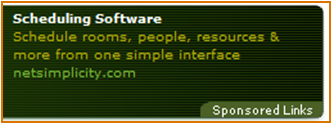 Scheduling Software
Schedule rooms, people, resources &
more from one simple interface
netsimplicity.com
Sponsored Links